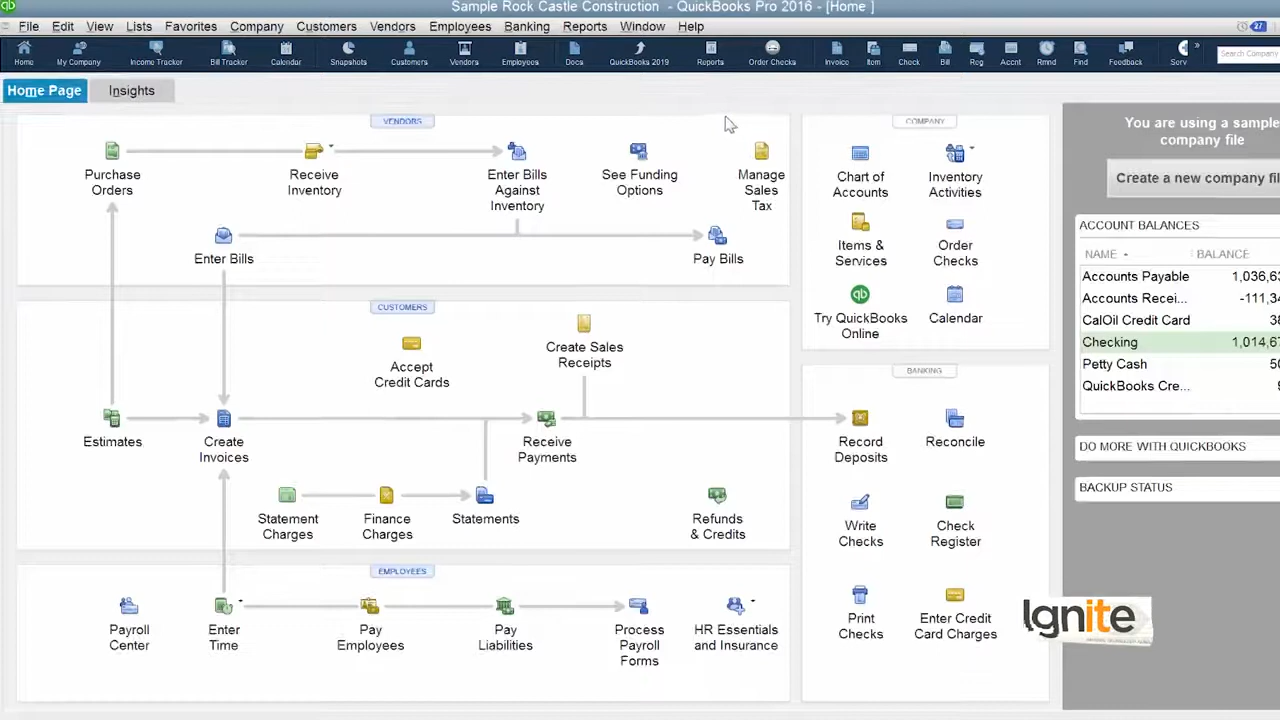 Sample Rock Castle Construction - QuickBooks Pro 2016 - [Home ]
File Edit View Lists Favorites Company Customers Vendors Employees Banking Reports Window Help
27
Home My Company Income Tracker Bill Tracker Calendar Snapshots Customers Vendors Employees Docs QuickBooks 2019 Reports Order Checks Invoice Item Check Bill Reg Accnt Rmnd Find Feedback Serv
Search Company
Home Page Insights
VENDORS
Purchase Orders
Receive Inventory
Enter Bills Against Inventory
See Funding Options
Manage Sales Tax
Enter Bills
Pay Bills
CUSTOMERS
Create Sales Receipts
Accept Credit Cards
Estimates
Create Invoices
Receive Payments
Statement Charges
Finance Charges
Statements
Refunds & Credits
EMPLOYEES
Payroll Center
Enter Time
Pay Employees
Pay Liabilities
Process Payroll Forms
HR Essentials and Insurance
COMPANY
Chart of Accounts
Inventory Activities
Items & Services
Order Checks
qb
Try QuickBooks Online
Calendar
BANKING
Record Deposits
Reconcile
Write Checks
Check Register
Print Checks
Enter Credit Card Charges
You are using a sample company file
Create a new company fil
ACCOUNT BALANCES
NAME BALANCE
Accounts Payable 1,036,63
Accounts Recei... -111,34
CalOil Credit Card 38
Checking 1,014,67
Petty Cash 50
QuickBooks Cre...
DO MORE WITH QUICKBOOKS
BACKUP STATUS
Ignite